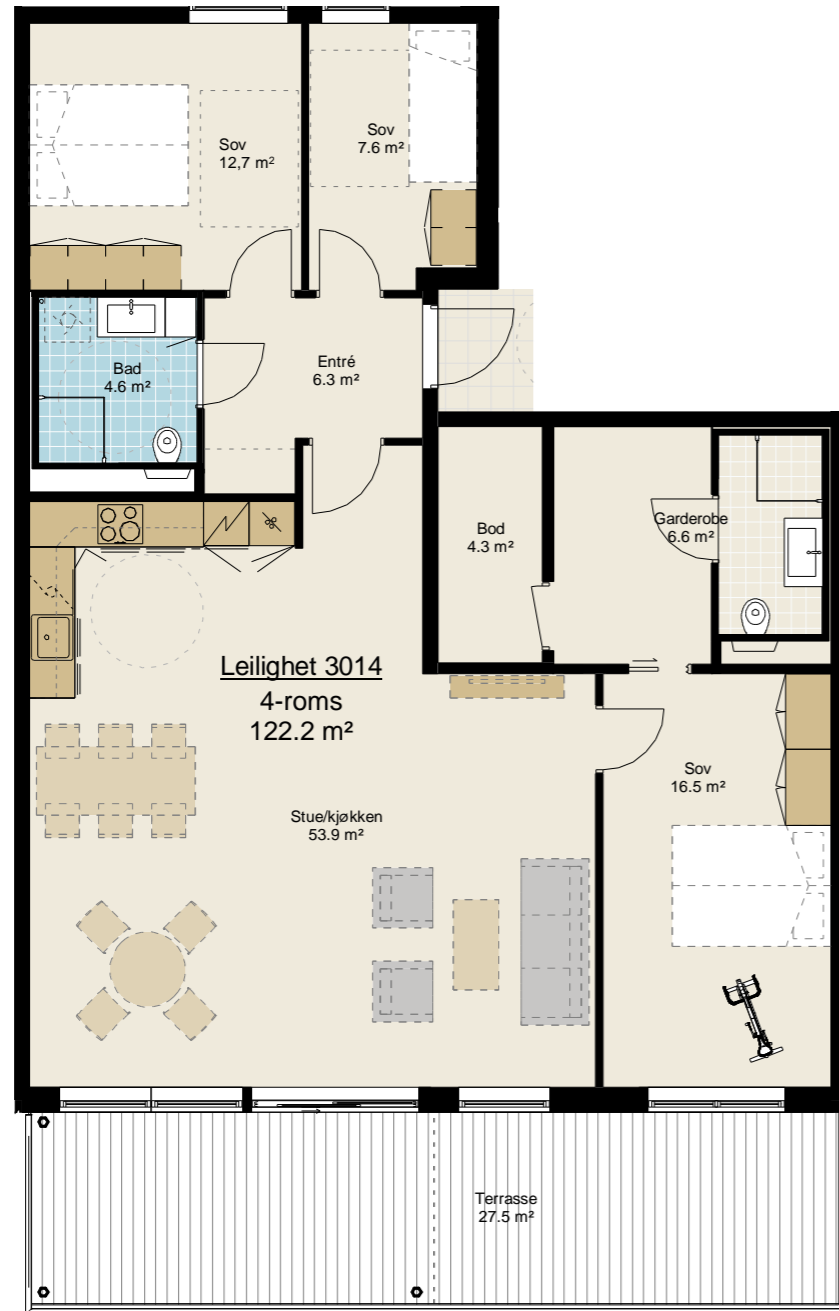 Sov
12,7 m²
Sov
7.6 m²
Bad
4.6 m²
Entré
6.3 m²
Bod
4.3 m²
Garderobe
6.6 m²
Leilighet 3014
4-roms
122.2 m²
Sov
16.5 m²
Stue/kjøkken
53.9 m²
Terrasse
27.5 m²